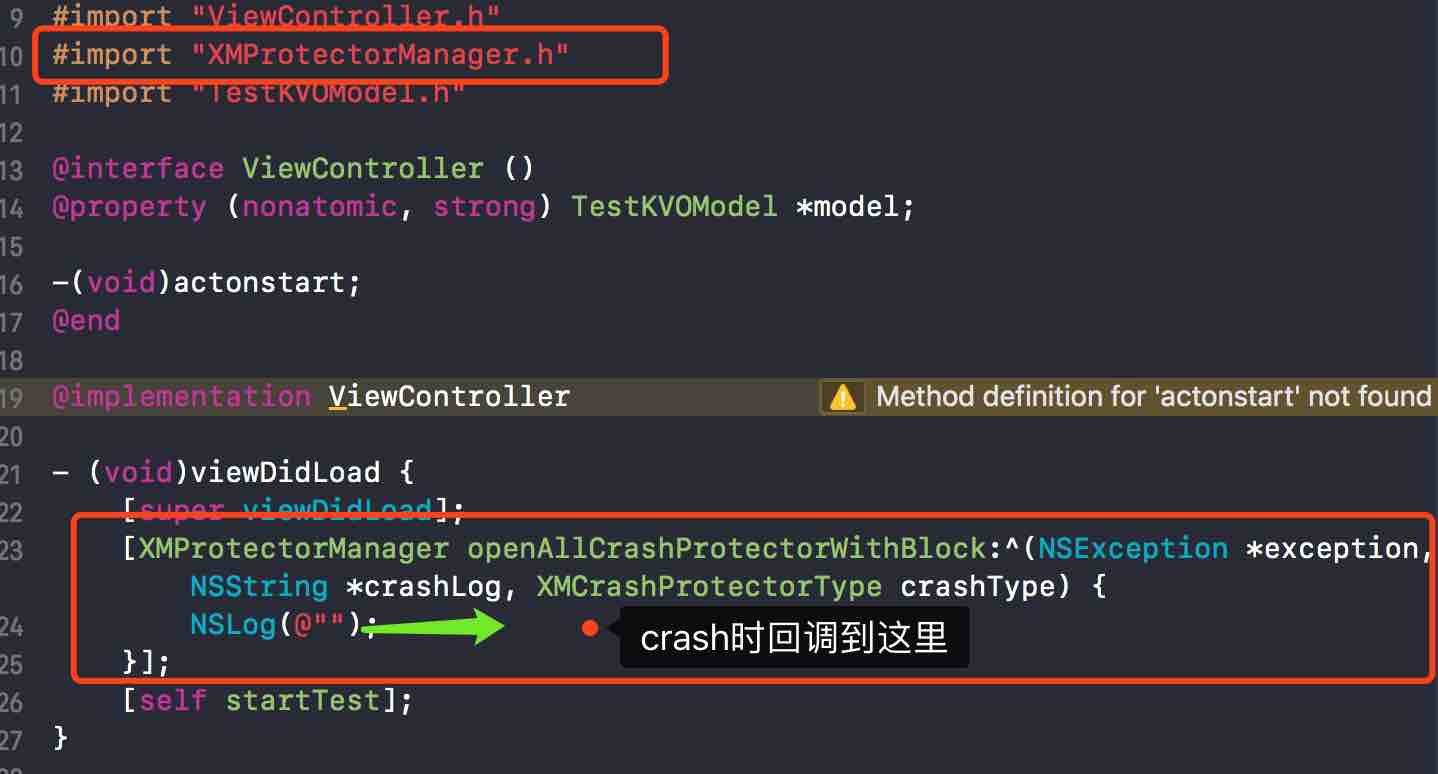 9 #import "ViewController.h"
10 #import "XMProtectorManager.h"
11 #import "TestKVOModel.h"
12
13 @interface ViewController ()
14 @property (nonatomic, strong) TestKVOModel *model;
15
16 -(void)actonstart;
17 @end
18
19 @implementation ViewController Method definition for 'actonstart' not found
20
21 - (void)viewDidLoad {
22 [super viewDidLoad];
23 [XMProtectorManager openAllCrashProtectorWithBlock:^(NSException *exception,
NSString *crashLog, XMCrashProtectorType crashType) {
24 NSLog(@""); crash时回调到这里
25 }];
26 [self startTest];
27 }
28